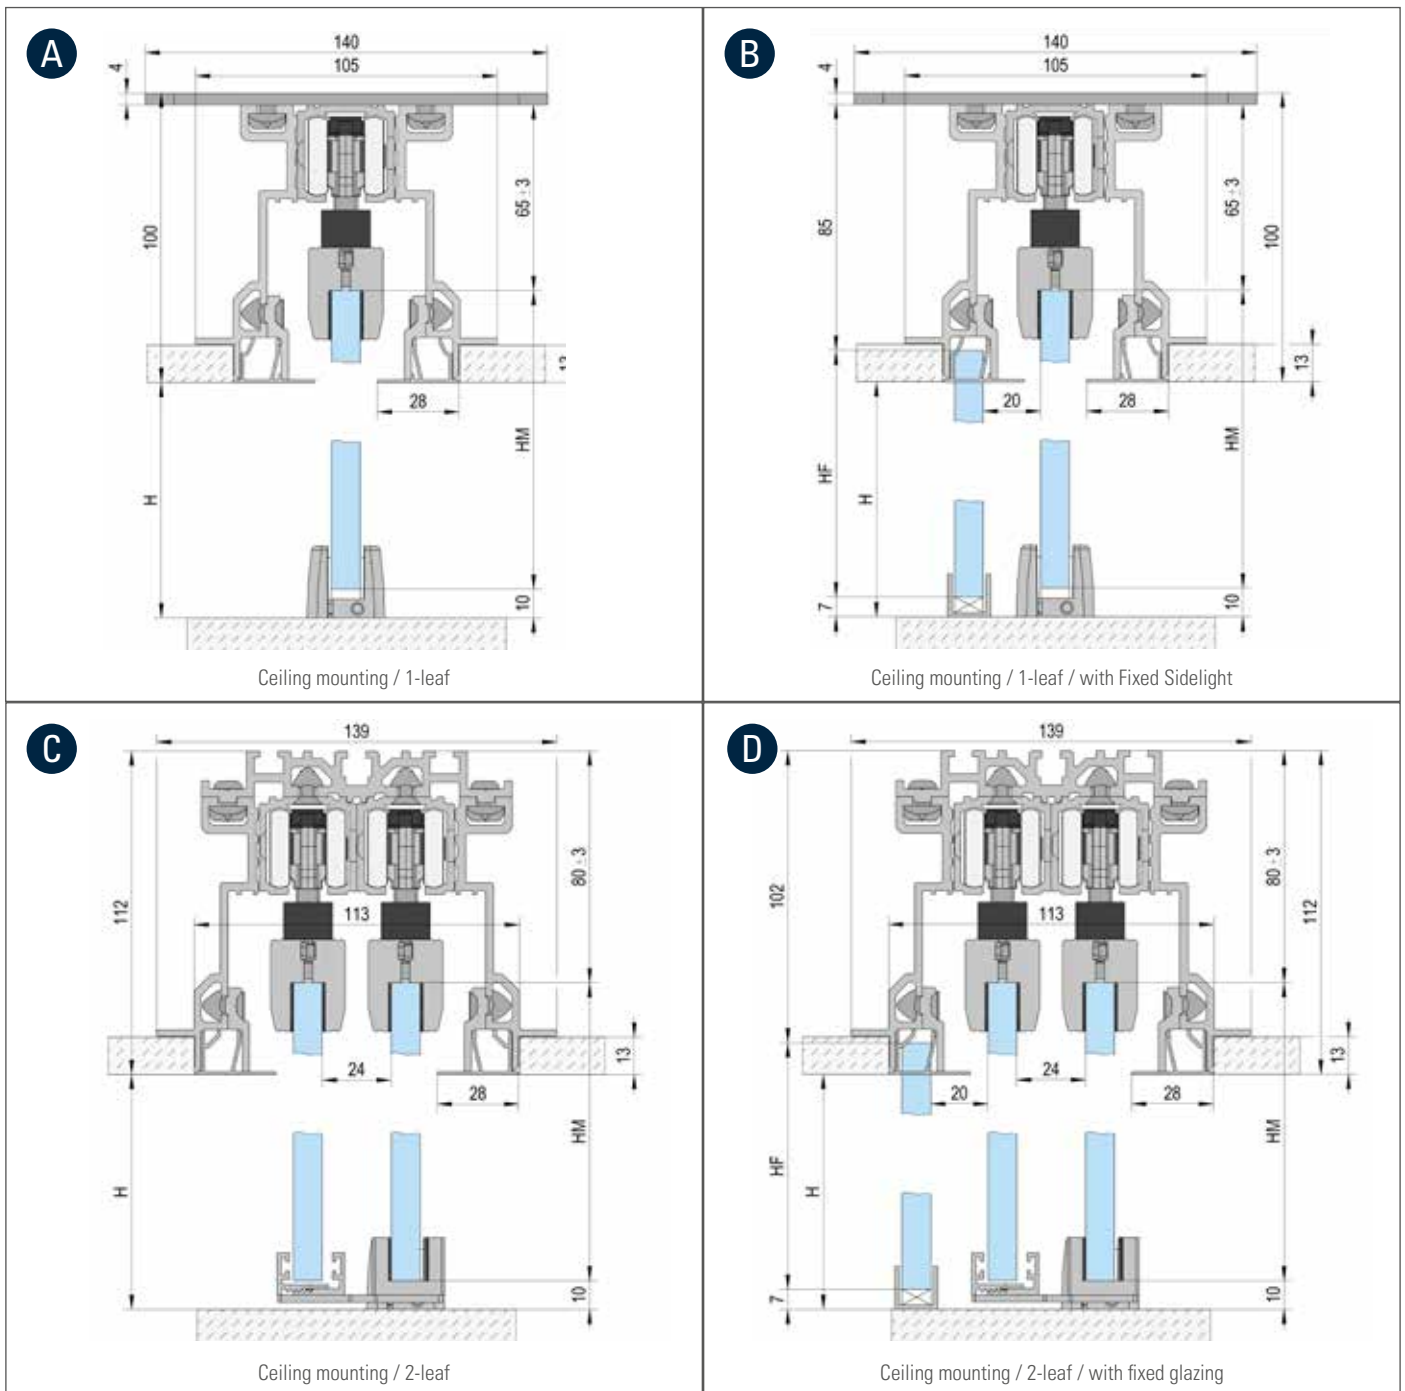 A
140
105
4
100
65 ±3
13
28
HM
H
10
Ceiling mounting / 1-leaf
B
140
105
4
85
65 ±3
100
13
20
28
HF
H
HM
7
10
Ceiling mounting / 1-leaf / with Fixed Sidelight
C
139
112
80 ±3
113
13
24
28
HM
H
10
Ceiling mounting / 2-leaf
D
139
102
80 ±3
112
113
13
20
24
28
HF
H
HM
7
10
Ceiling mounting / 2-leaf / with fixed glazing